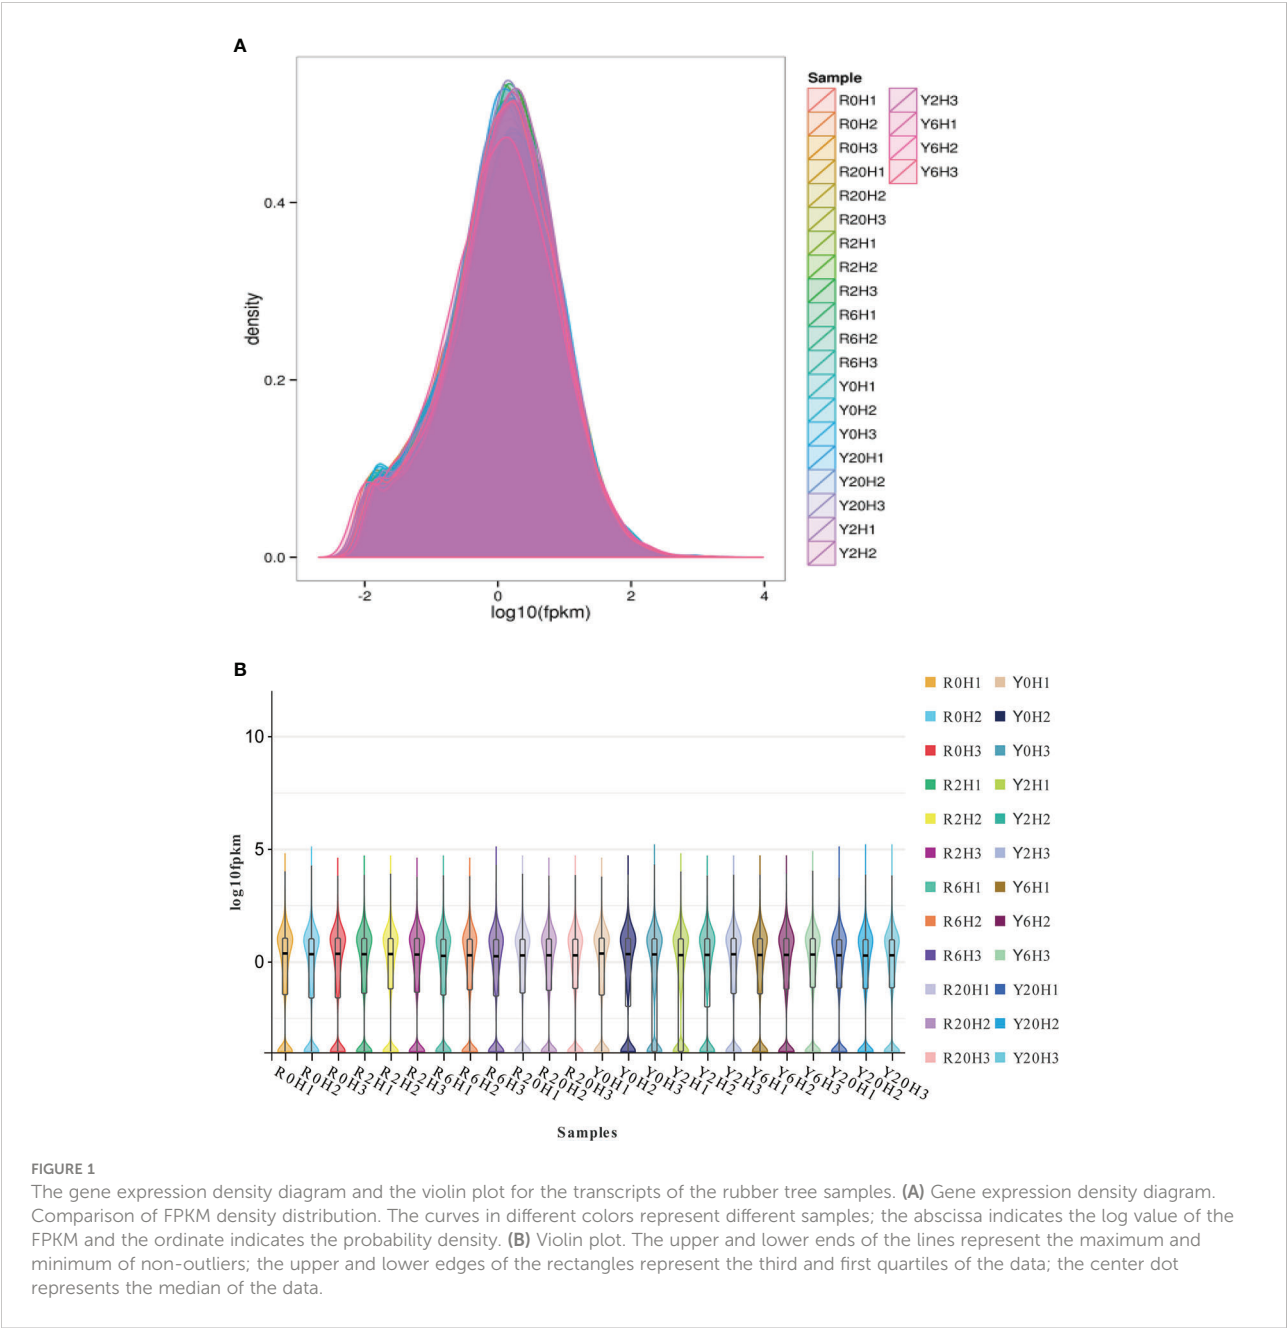 A
Sample
R0H1
R0H2
R0H3
R20H1
R20H2
R20H3
R2H1
R2H2
R2H3
R6H1
R6H2
R6H3
Y0H1
Y0H2
Y0H3
Y20H1
Y20H2
Y20H3
Y2H1
Y2H2
Y2H3
Y6H1
Y6H2
Y6H3
density
0.4
0.2
0.0
-2 0 2 4
log10(fpkm)
B
log10fpkm
10
5
0
R0H1 R0H2 R0H3 R2H1 R2H2 R2H3 R6H1 R6H2 R6H3 R20H1 R20H2 R20H3 Y0H1 Y0H2 Y0H3 Y2H1 Y2H2 Y2H3 Y6H1 Y6H2 Y6H3 Y20H1 Y20H2 Y20H3
Samples
R0H1 Y0H1
R0H2 Y0H2
R0H3 Y0H3
R2H1 Y2H1
R2H2 Y2H2
R2H3 Y2H3
R6H1 Y6H1
R6H2 Y6H2
R6H3 Y6H3
R20H1 Y20H1
R20H2 Y20H2
R20H3 Y20H3
FIGURE 1
The gene expression density diagram and the violin plot for the transcripts of the rubber tree samples. (A) Gene expression density diagram.
Comparison of FPKM density distribution. The curves in different colors represent different samples; the abscissa indicates the log value of the
FPKM and the ordinate indicates the probability density. (B) Violin plot. The upper and lower ends of the lines represent the maximum and
minimum of non-outliers; the upper and lower edges of the rectangles represent the third and first quartiles of the data; the center dot
represents the median of the data.